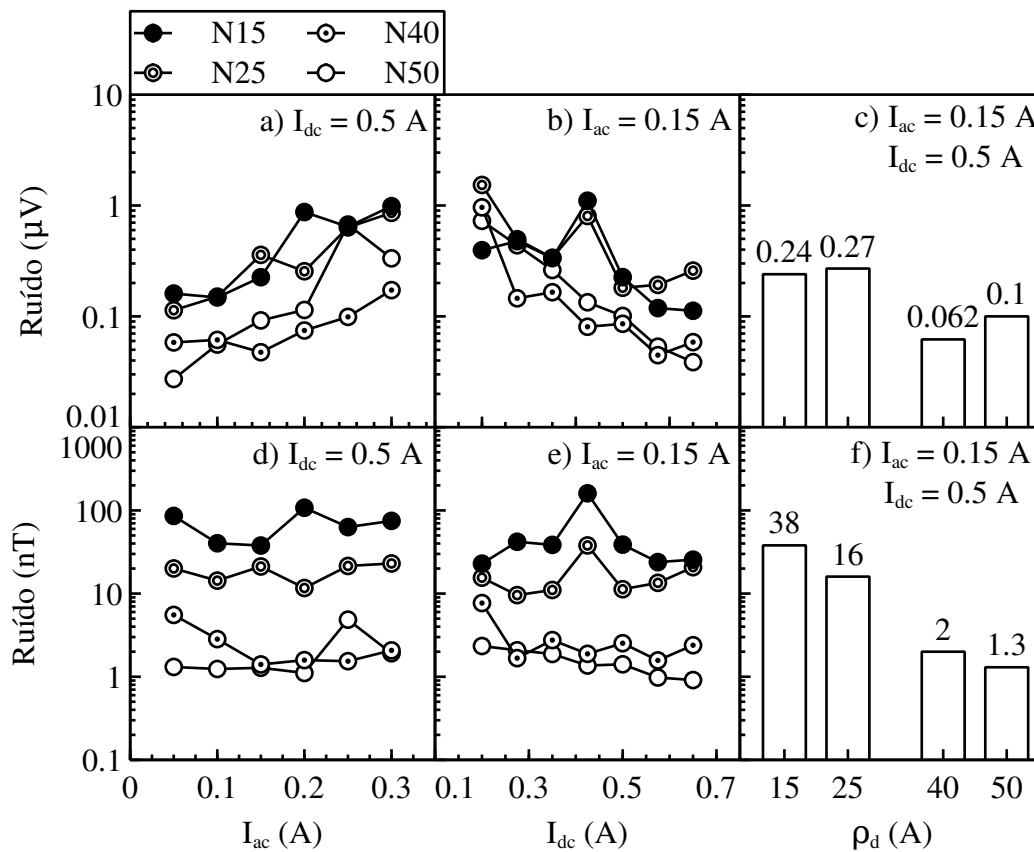 N15 N40
N25 N50
10
1
0.1
0.01
Ruído (µV)
a) I_dc = 0.5 A
b) I_ac = 0.15 A
c) I_ac = 0.15 A
I_dc = 0.5 A
0.24
0.27
0.062
0.1
1000
100
10
1
0.1
Ruído (nT)
d) I_dc = 0.5 A
e) I_ac = 0.15 A
f) I_ac = 0.15 A
I_dc = 0.5 A
38
16
2
1.3
0 0.1 0.2 0.3
0.1 0.3 0.5 0.7
15 25 40 50
I_ac (A)
I_dc (A)
ρ_d (A)